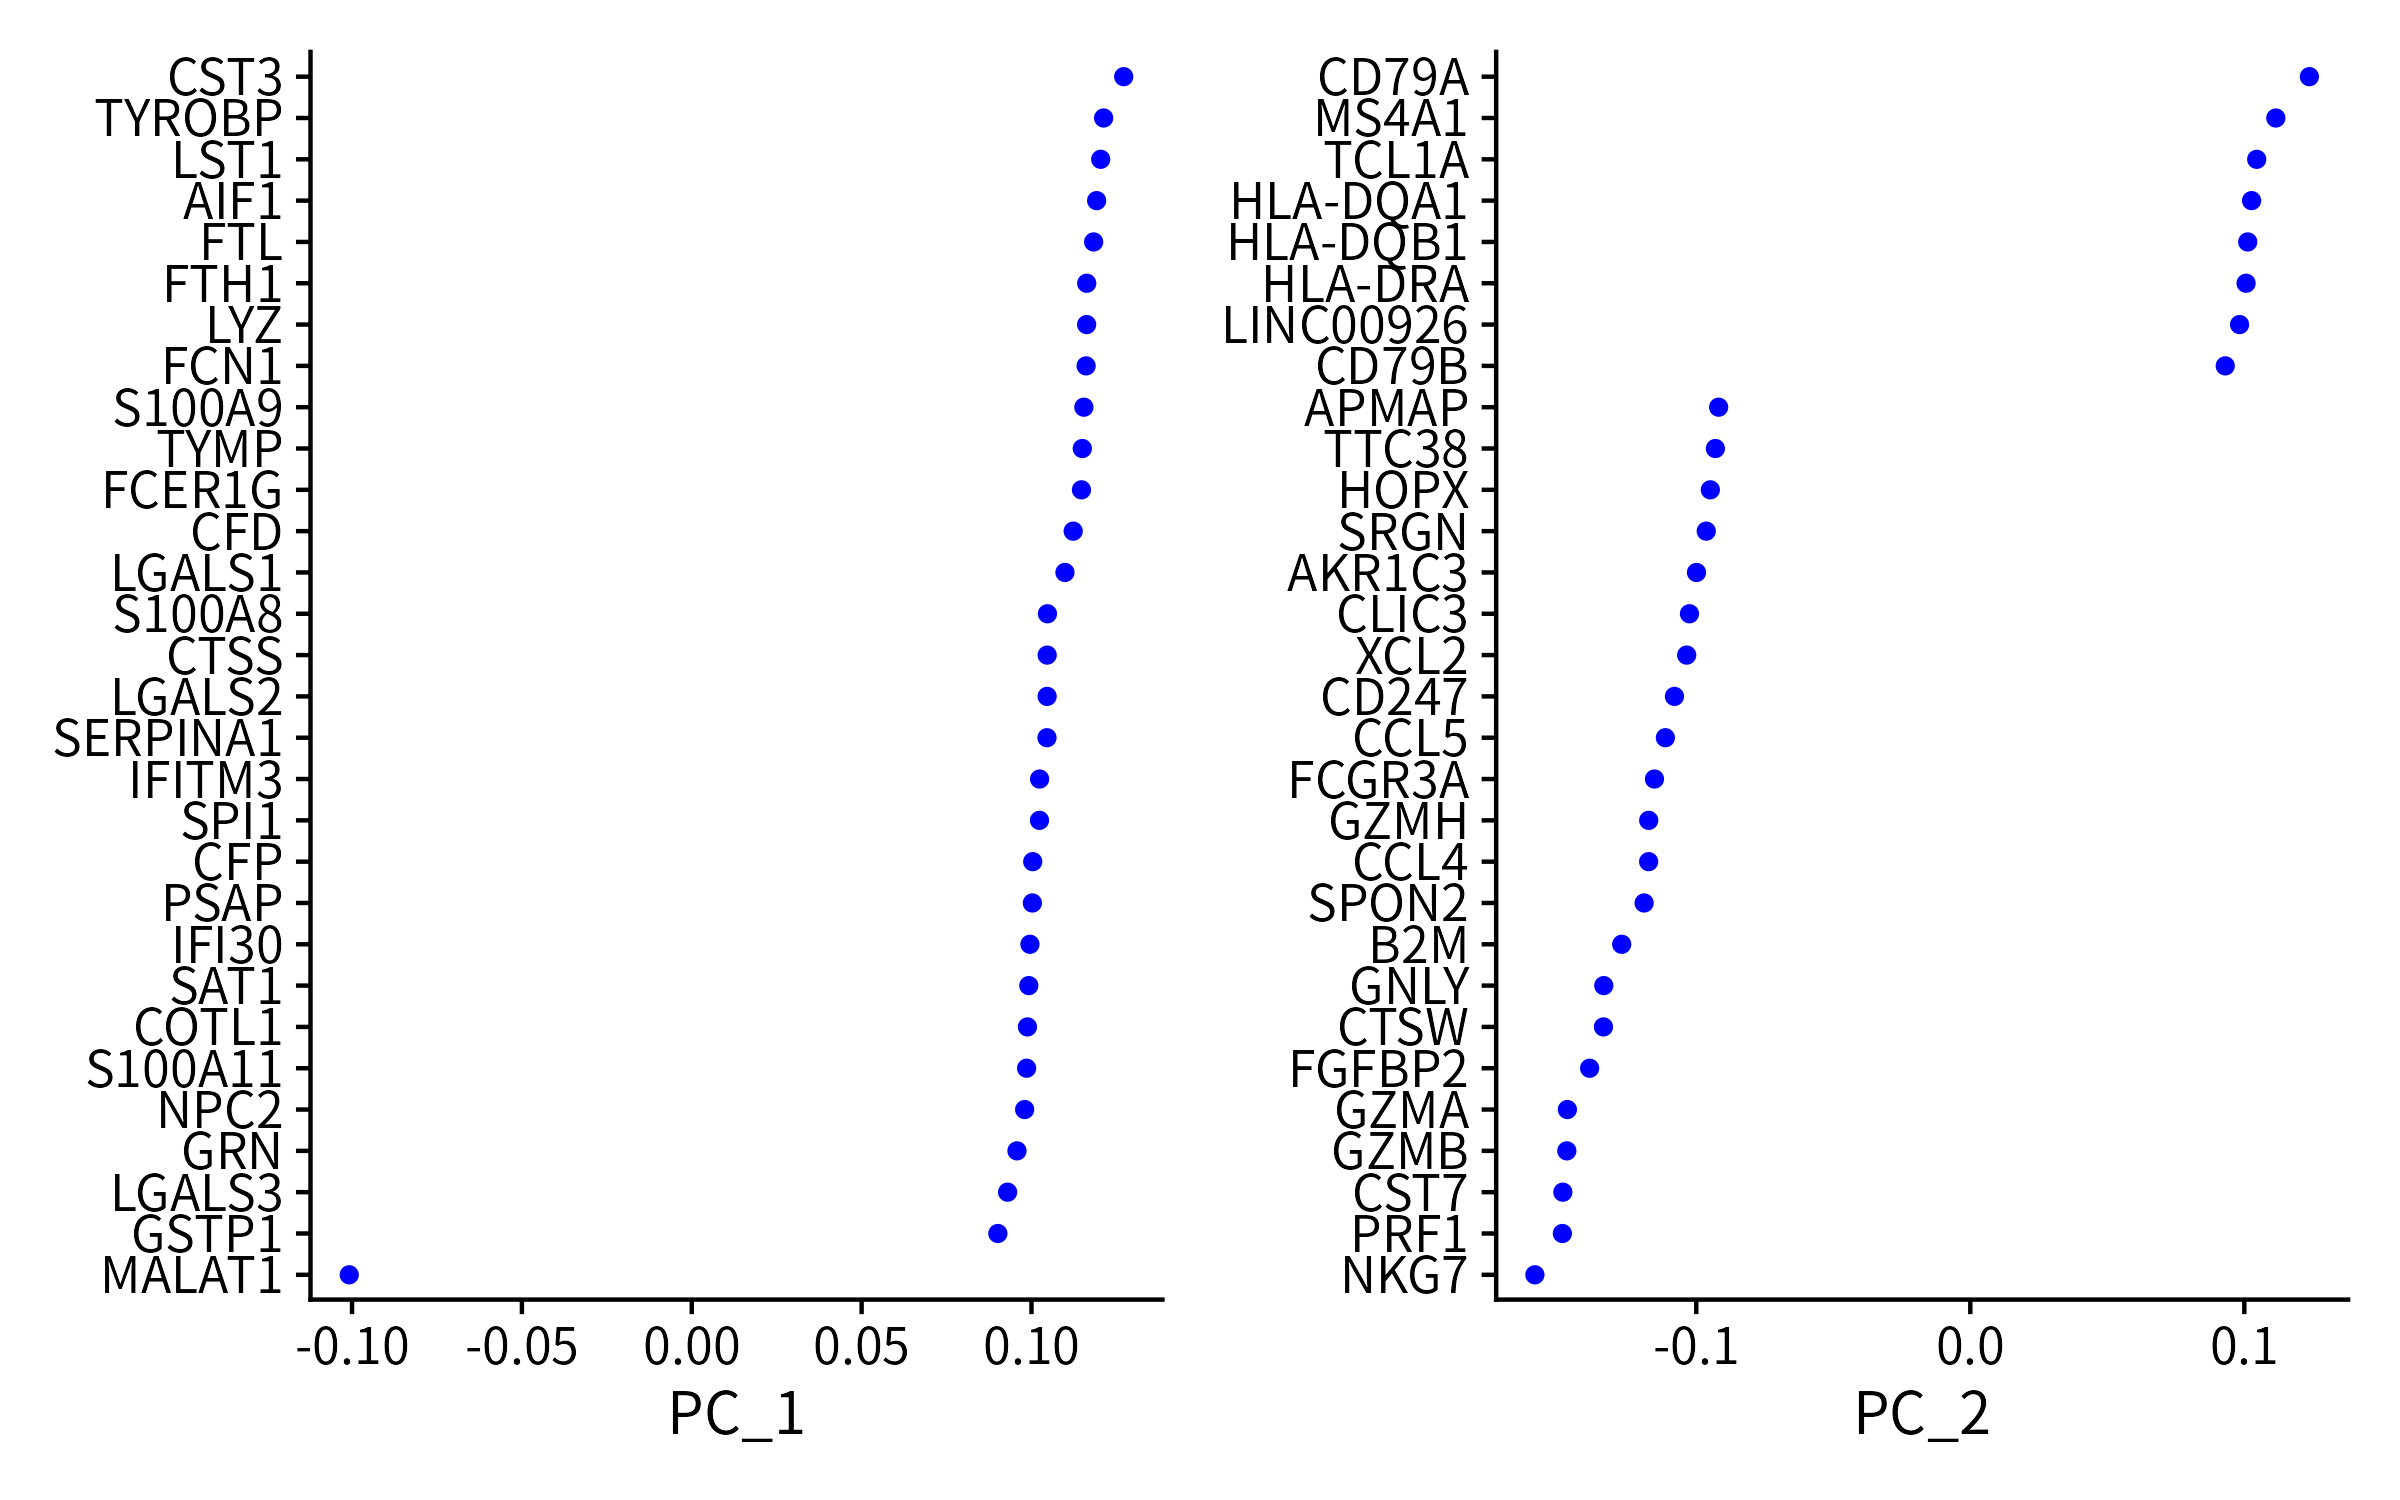 CST3
TYROBP
LST1
AIF1
FTL
FTH1
LYZ
FCN1
S100A9
TYMP
FCER1G
CFD
LGALS1
S100A8
CTSS
LGALS2
SERPINA1
IFITM3
SPI1
CFP
PSAP
IFI30
SAT1
COTL1
S100A11
NPC2
GRN
LGALS3
GSTP1
MALAT1
-0.10 -0.05 0.00 0.05 0.10
PC_1
CD79A
MS4A1
TCL1A
HLA-DQA1
HLA-DQB1
HLA-DRA
LINC00926
CD79B
APMAP
TTC38
HOPX
SRGN
AKR1C3
CLIC3
XCL2
CD247
CCL5
FCGR3A
GZMH
CCL4
SPON2
B2M
GNLY
CTSW
FGFBP2
GZMA
GZMB
CST7
PRF1
NKG7
-0.1 0.0 0.1
PC_2